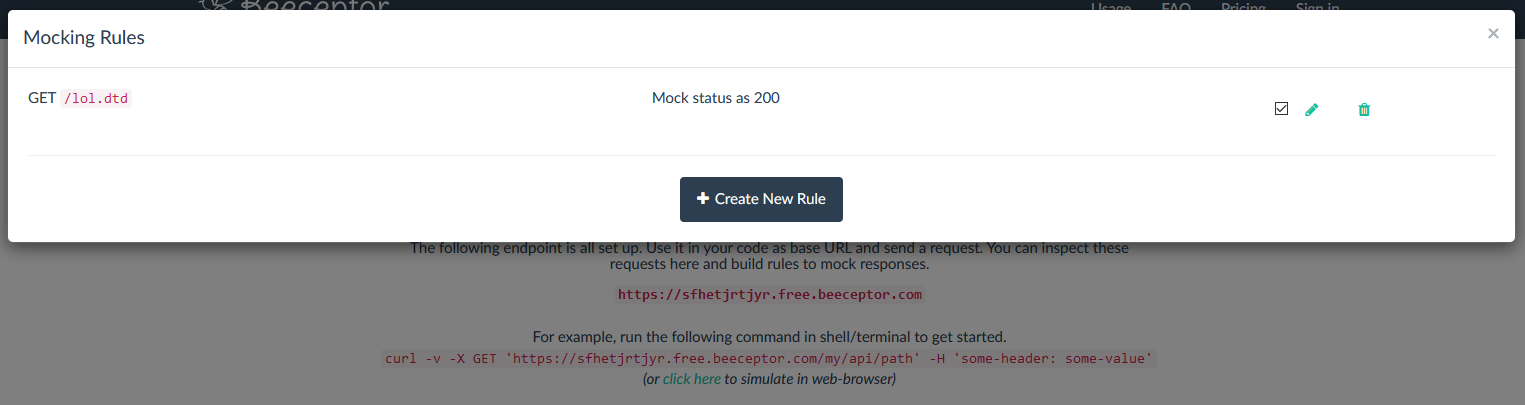 Beeceptor
Usage FAQ Pricing Sign in
Mocking Rules ×
GET /lol.dtd Mock status as 200
Create New Rule
The following endpoint is all set up. Use it in your code as base URL and send a request. You can inspect these
requests here and build rules to mock responses.
https://sfhetjrtjyr.free.beeceptor.com
For example, run the following command in shell/terminal to get started.
curl -v -X GET 'https://sfhetjrtjyr.free.beeceptor.com/my/api/path' -H 'some-header: some-value'
(or click here to simulate in web-browser)